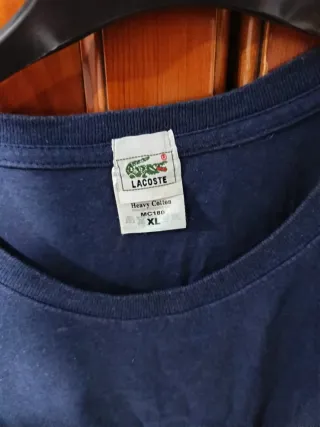 ®
LACOSTE
Heavy Cotton
MC180
XL